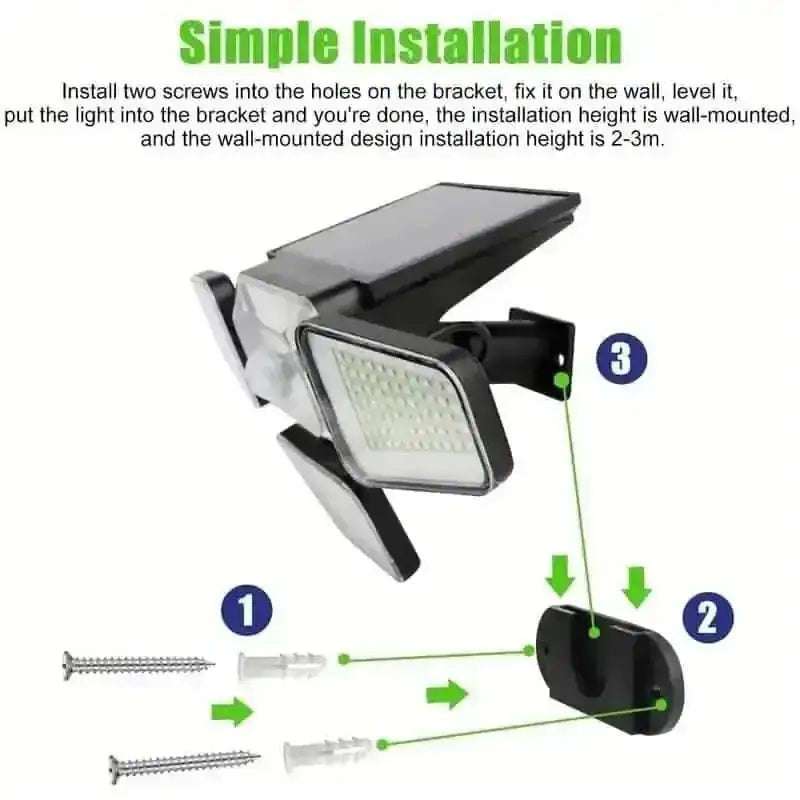 Simple Installation
Install two screws into the holes on the bracket, fix it on the wall, level it,
put the light into the bracket and you're done, the installation height is wall-mounted,
and the wall-mounted design installation height is 2-3m.
3
1
2